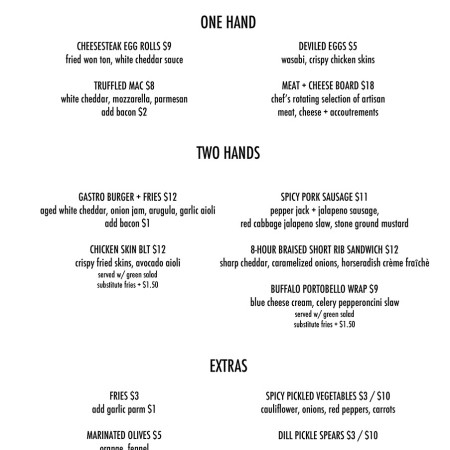 ONE HAND
CHEESESTEAK EGG ROLLS $9
fried won ton, white cheddar sauce
TRUFFLED MAC $8
white cheddar, mozzarella, parmesan
add bacon $2
DEVILED EGGS $5
wasabi, crispy chicken skins
MEAT + CHEESE BOARD $18
chef's rotating selection of artisan
meat, cheese + accoutrements
TWO HANDS
GASTRO BURGER + FRIES $12
aged white cheddar, onion jam, arugula, garlic aioli
add bacon $1
CHICKEN SKIN BLT $12
crispy fried skins, avocado aioli
served w/ green salad
substitute fries + $1.50
SPICY PORK SAUSAGE $11
pepper jack + jalapeno sausage,
red cabbage jalapeno slaw, stone ground mustard
8-HOUR BRAISED SHORT RIB SANDWICH $12
sharp cheddar, caramelized onions, horseradish crème fraîchè
BUFFALO PORTOBELLO WRAP $9
blue cheese cream, celery pepperoncini slaw
served w/ green salad
substitute fries + $1.50
EXTRAS
FRIES $3
add garlic parm $1
MARINATED OLIVES $5
orange, fennel
SPICY PICKLED VEGETABLES $3 / $10
cauliflower, onions, red peppers, carrots
DILL PICKLE SPEARS $3 / $10